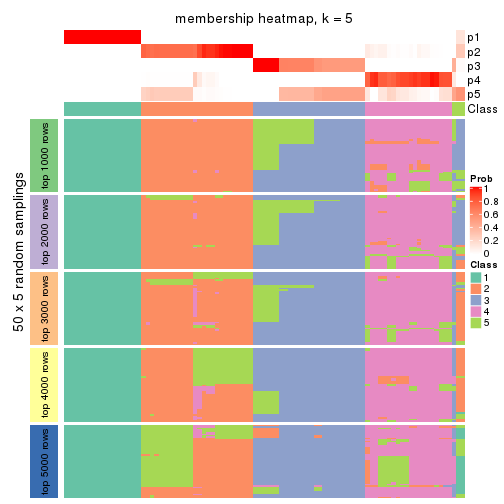 membership heatmap, k = 5
p1
p2
p3
p4
p5
Class
50 x 5 random samplings
top 1000 rows
top 2000 rows
top 3000 rows
top 4000 rows
top 5000 rows
Prob
1
0.8
0.6
0.4
0.2
0
Class
1
2
3
4
5